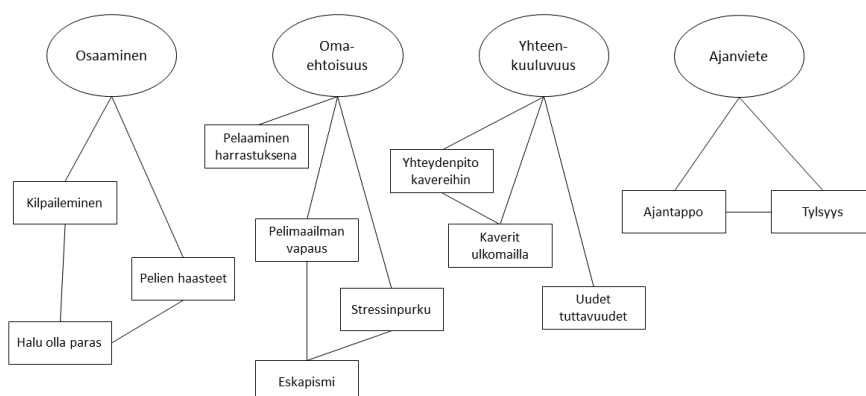 Osaaminen
Oma-
ehtoisuus
Yhteen-
kuuluvuus
Ajanviete
Pelaaminen
harrastuksena
Yhteydenpito
kavereihin
Kilpaileminen
Pelimaailman
vapaus
Kaverit
ulkomailla
Ajantappo
Tylsyys
Pelien haasteet
Stressinpurku
Uudet
tuttavuudet
Halu olla paras
Eskapismi